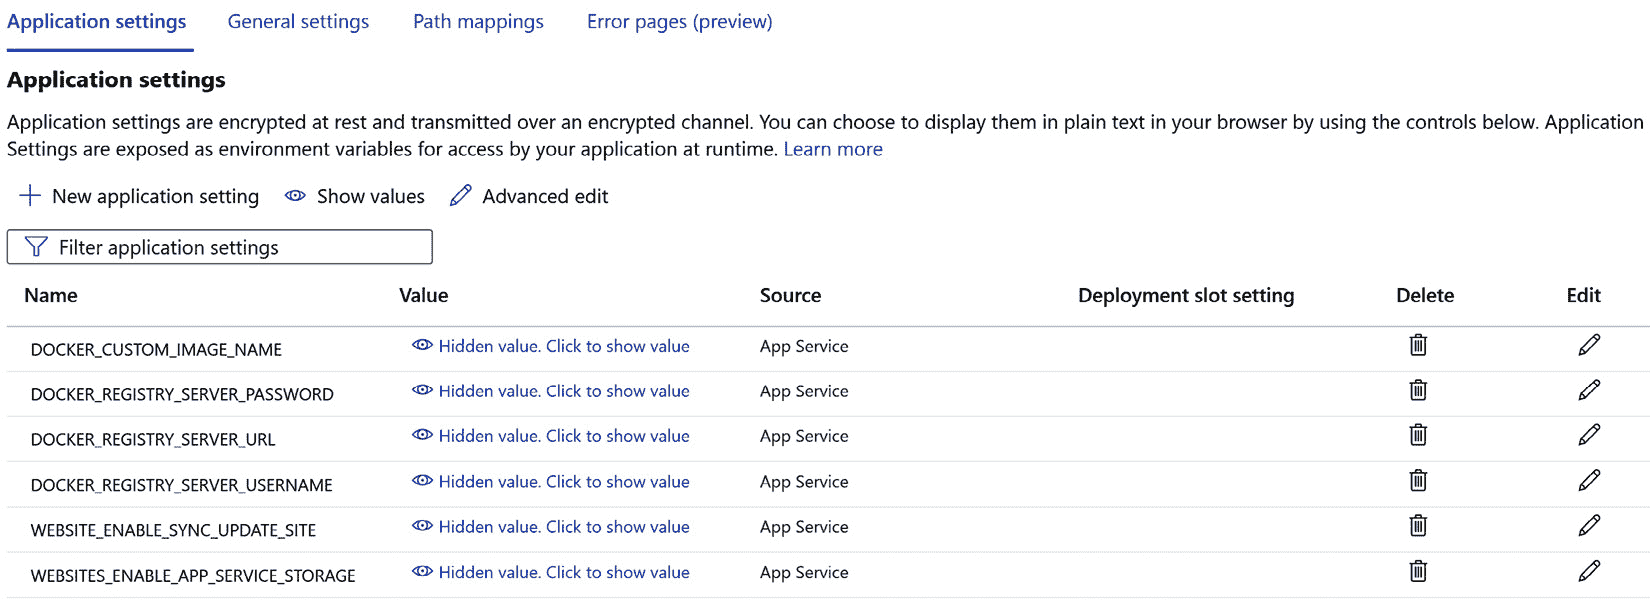 Application settings General settings Path mappings Error pages (preview)
Application settings
Application settings are encrypted at rest and transmitted over an encrypted channel. You can choose to display them in plain text in your browser by using the controls below. Application
Settings are exposed as environment variables for access by your application at runtime. Learn more
New application setting Show values Advanced edit
Filter application settings
Name Value Source Deployment slot setting Delete Edit
DOCKER_CUSTOM_IMAGE_NAME Hidden value. Click to show value App Service
DOCKER_REGISTRY_SERVER_PASSWORD Hidden value. Click to show value App Service
DOCKER_REGISTRY_SERVER_URL Hidden value. Click to show value App Service
DOCKER_REGISTRY_SERVER_USERNAME Hidden value. Click to show value App Service
WEBSITE_ENABLE_SYNC_UPDATE_SITE Hidden value. Click to show value App Service
WEBSITES_ENABLE_APP_SERVICE_STORAGE Hidden value. Click to show value App Service